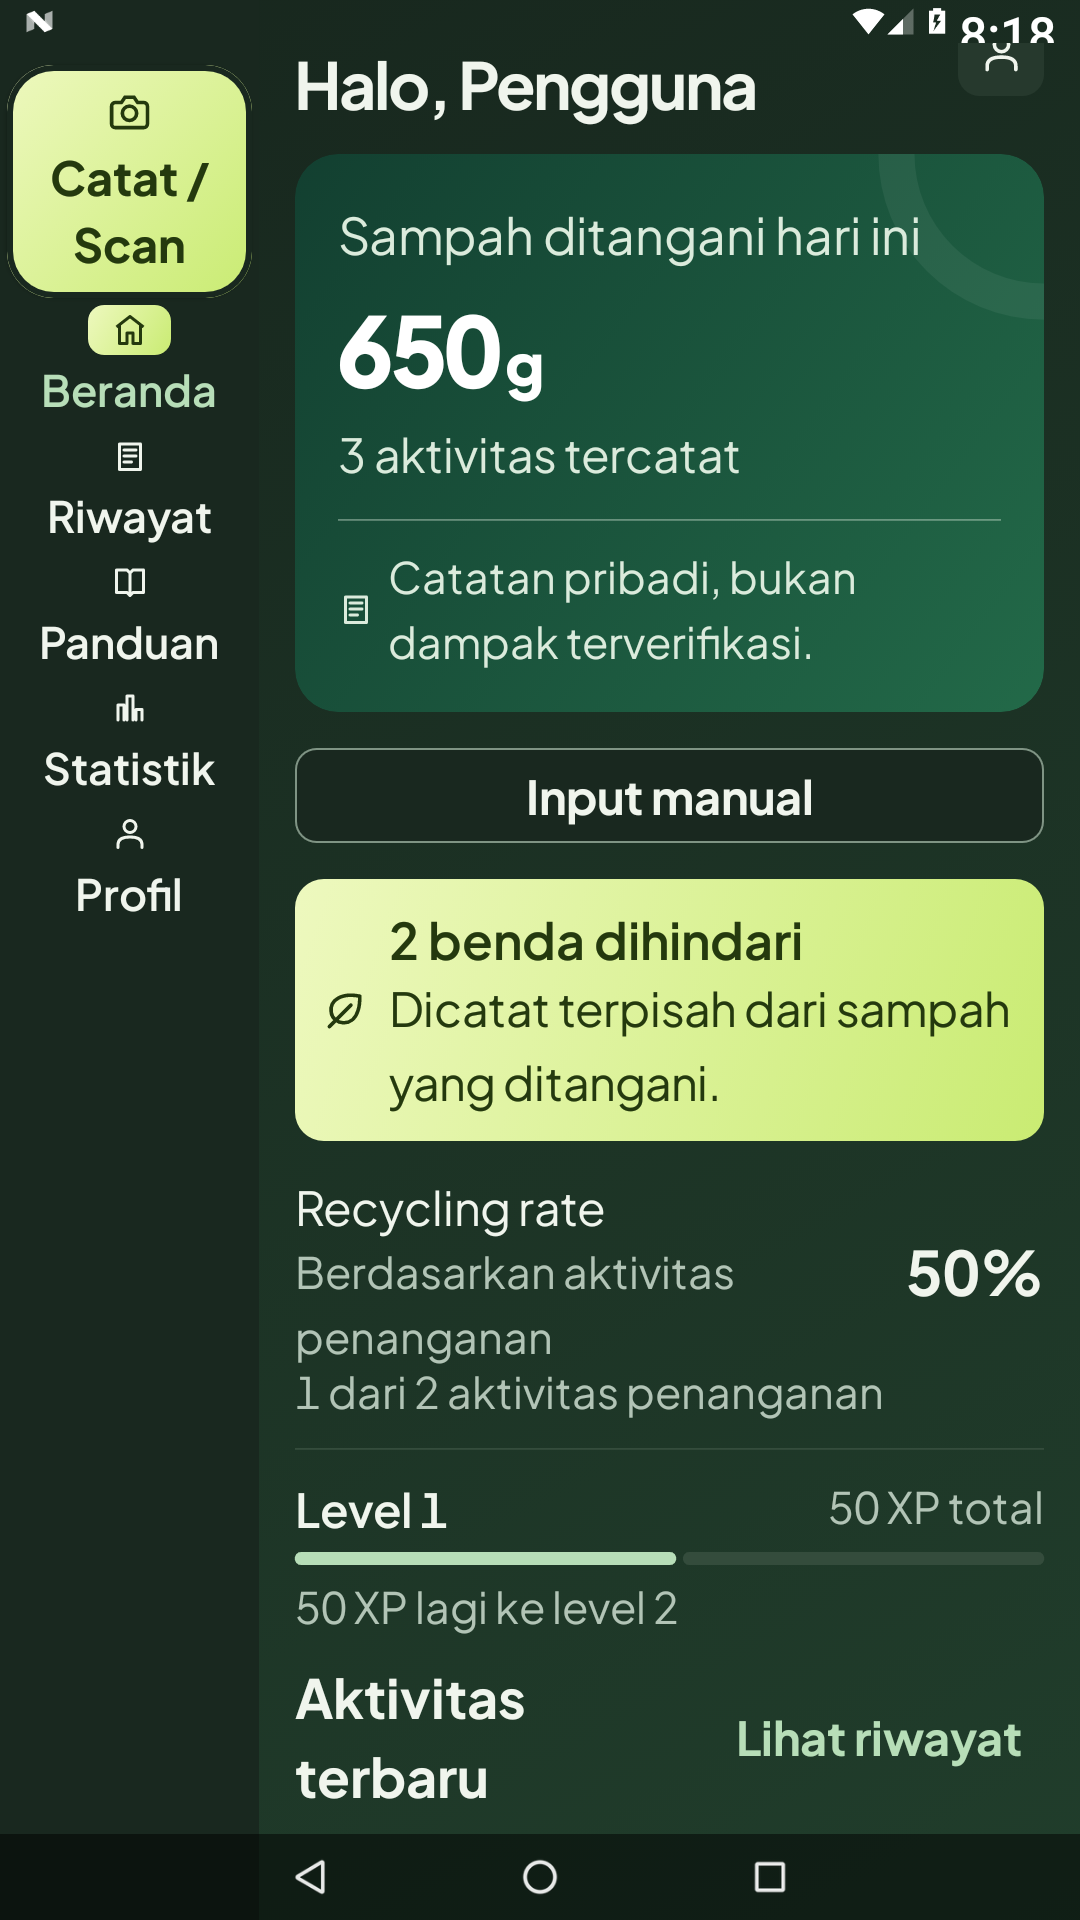 8:18
Catat /
Scan
Beranda
Riwayat
Panduan
Statistik
Profil
Halo, Pengguna
Sampah ditangani hari ini
650g
3 aktivitas tercatat
Catatan pribadi, bukan
dampak terverifikasi.
Input manual
2 benda dihindari
Dicatat terpisah dari sampah
yang ditangani.
Recycling rate
Berdasarkan aktivitas
penanganan
50%
1 dari 2 aktivitas penanganan
Level 1
50 XP total
50 XP lagi ke level 2
Aktivitas
terbaru
Lihat riwayat